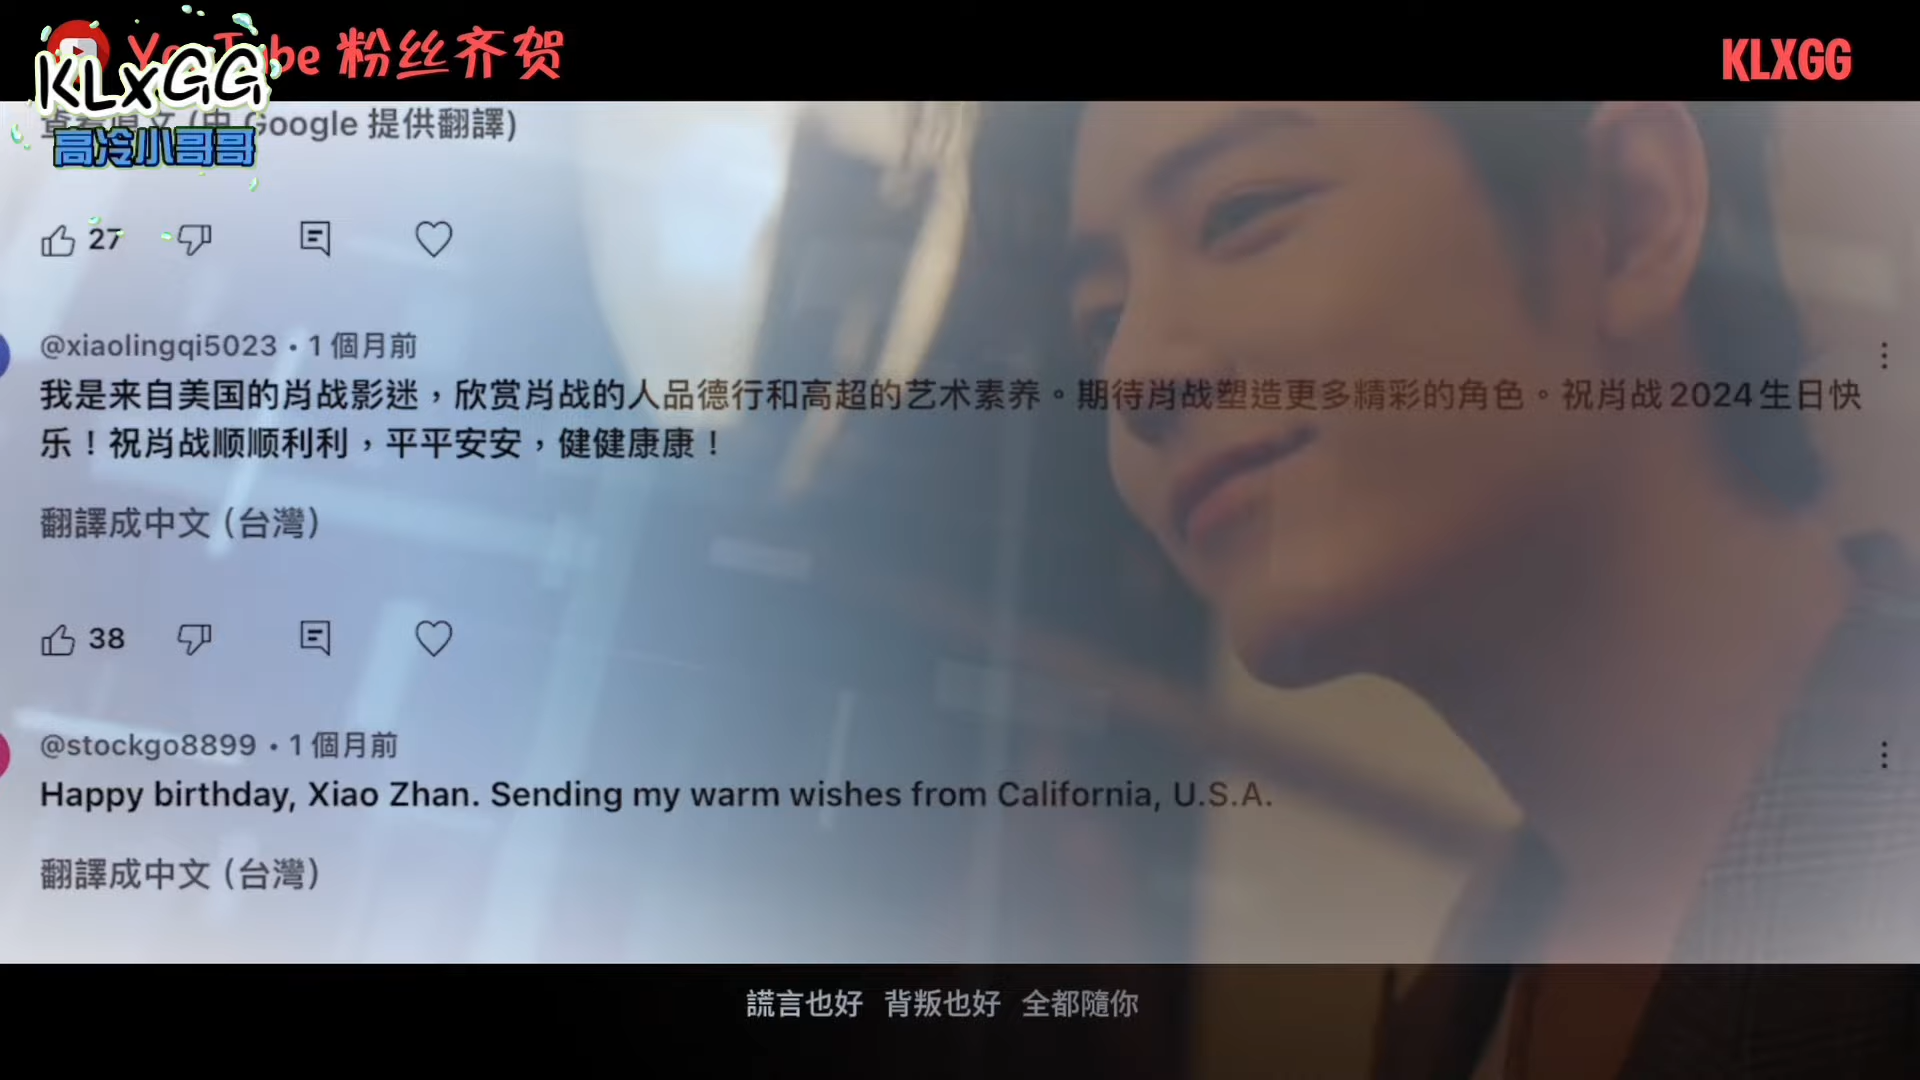 YouTube 粉丝齐贺
KLXGG
KLxGG
高冷小哥哥
Google 提供翻譯)
27
@xiaolingqi5023 • 1 個月前
我是来自美国的肖战影迷，欣赏肖战的人品德行和高超的艺术素养。期待肖战塑造更多精彩的角色。祝肖战2024生日快
乐！祝肖战顺顺利利，平平安安，健健康康！
翻譯成中文 (台灣)
38
@stockgo8899 • 1 個月前
Happy birthday, Xiao Zhan. Sending my warm wishes from California, U.S.A.
翻譯成中文 (台灣)
謊言也好 背叛也好 全都隨你